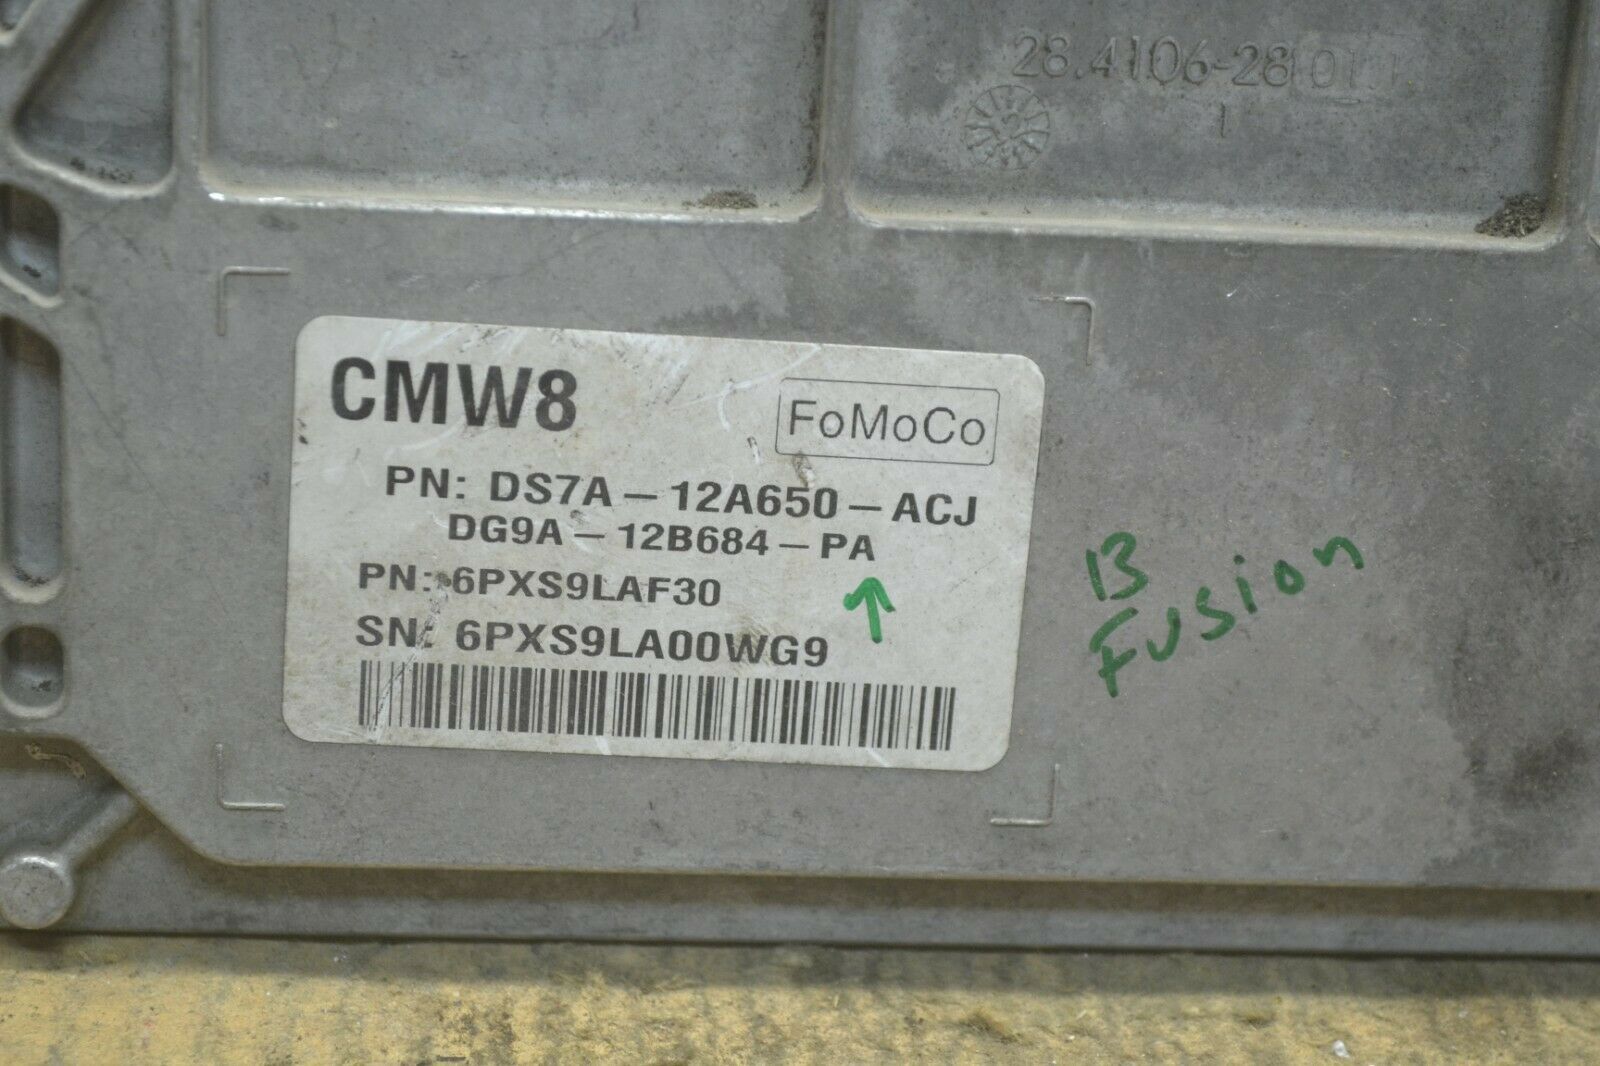 28.4106-28 01
CMW8
FoMoCo
PN: DS7A-12A650-ACJ
DG9A-12B684-PA
PN: 6PXS9LAF30
SN: 6PXS9LA00WG9
13
Fusion